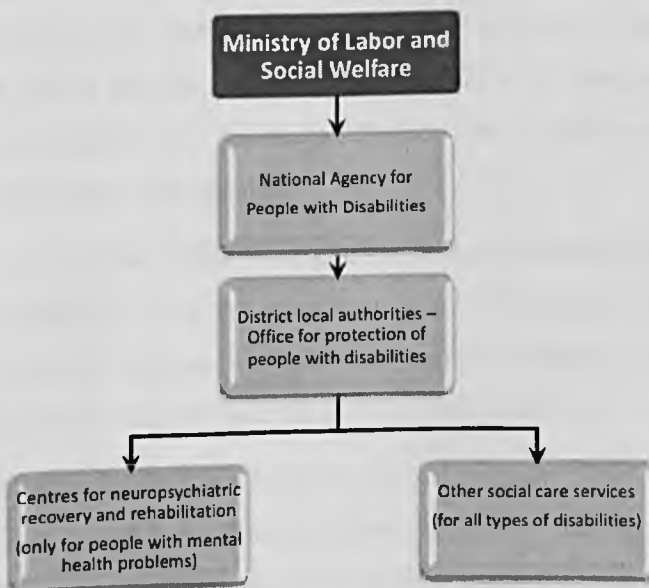 Ministry of Labor and
Social Welfare
National Agency for
People with Disabilities
District local authorities –
Office for protection of
people with disabilities
Centres for neuropsychiatric
recovery and rehabilitation
(only for people with mental
health problems)
Other social care services
(for all types of disabilities)